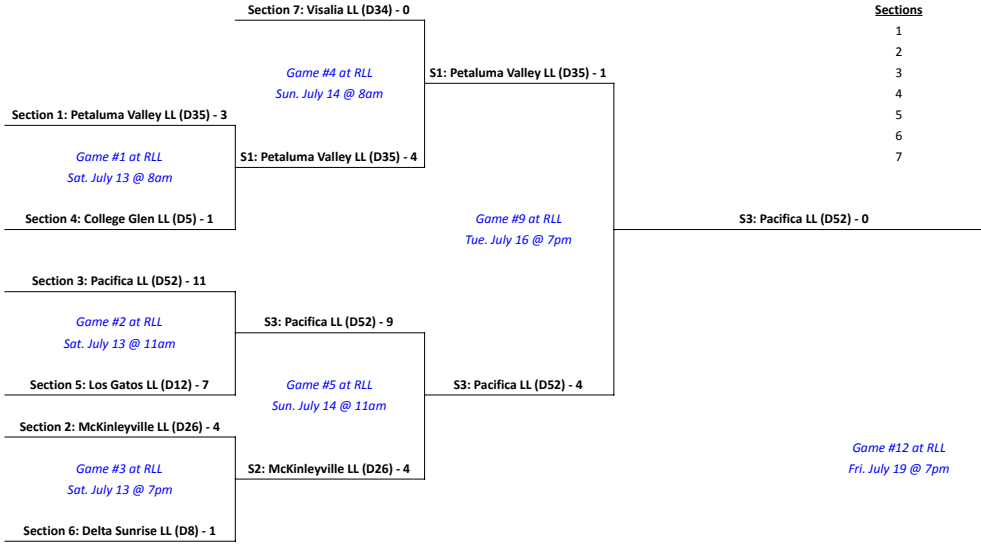 Section 7: Visalia LL (D34) - 0
Sections
1
2
3
4
5
6
7
Game #4 at RLL
Sun. July 14 @ 8am
S1: Petaluma Valley LL (D35) - 1
Section 1: Petaluma Valley LL (D35) - 3
Game #1 at RLL
Sat. July 13 @ 8am
S1: Petaluma Valley LL (D35) - 4
Section 4: College Glen LL (D5) - 1
Game #9 at RLL
Tue. July 16 @ 7pm
S3: Pacifica LL (D52) - 0
Section 3: Pacifica LL (D52) - 11
Game #2 at RLL
Sat. July 13 @ 11am
S3: Pacifica LL (D52) - 9
Section 5: Los Gatos LL (D12) - 7
Game #5 at RLL
Sun. July 14 @ 11am
S3: Pacifica LL (D52) - 4
Section 2: McKinleyville LL (D26) - 4
Game #3 at RLL
Sat. July 13 @ 7pm
S2: McKinleyville LL (D26) - 4
Section 6: Delta Sunrise LL (D8) - 1
Game #12 at RLL
Fri. July 19 @ 7pm